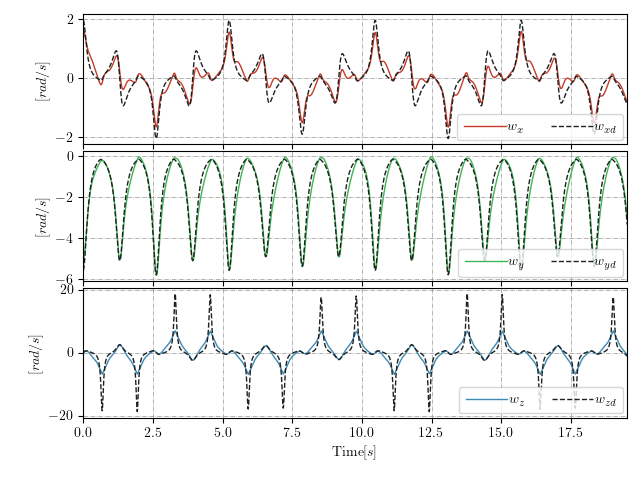 2
0
−2
[rad/s]
w_x w_xd
0
−2
−4
−6
[rad/s]
w_y w_yd
20
0
−20
[rad/s]
w_z w_zd
0.0 2.5 5.0 7.5 10.0 12.5 15.0 17.5
Time[s]